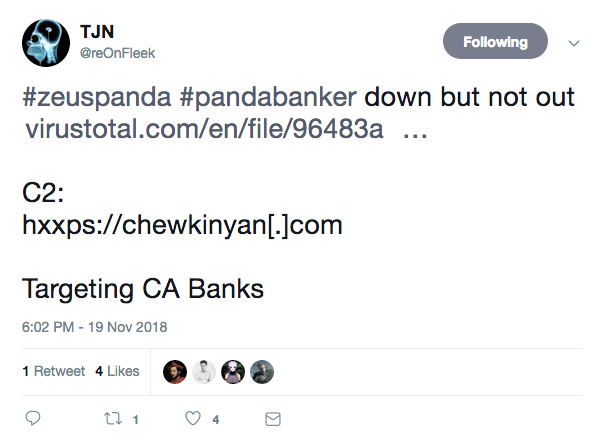 TJN
@reOnFleek
Following
#zeuspanda #pandabanker down but not out
virustotal.com/en/file/96483a ...
C2:
hxxps://chewkinyan[.]com
Targeting CA Banks
6:02 PM - 19 Nov 2018
1 Retweet 4 Likes
1 4